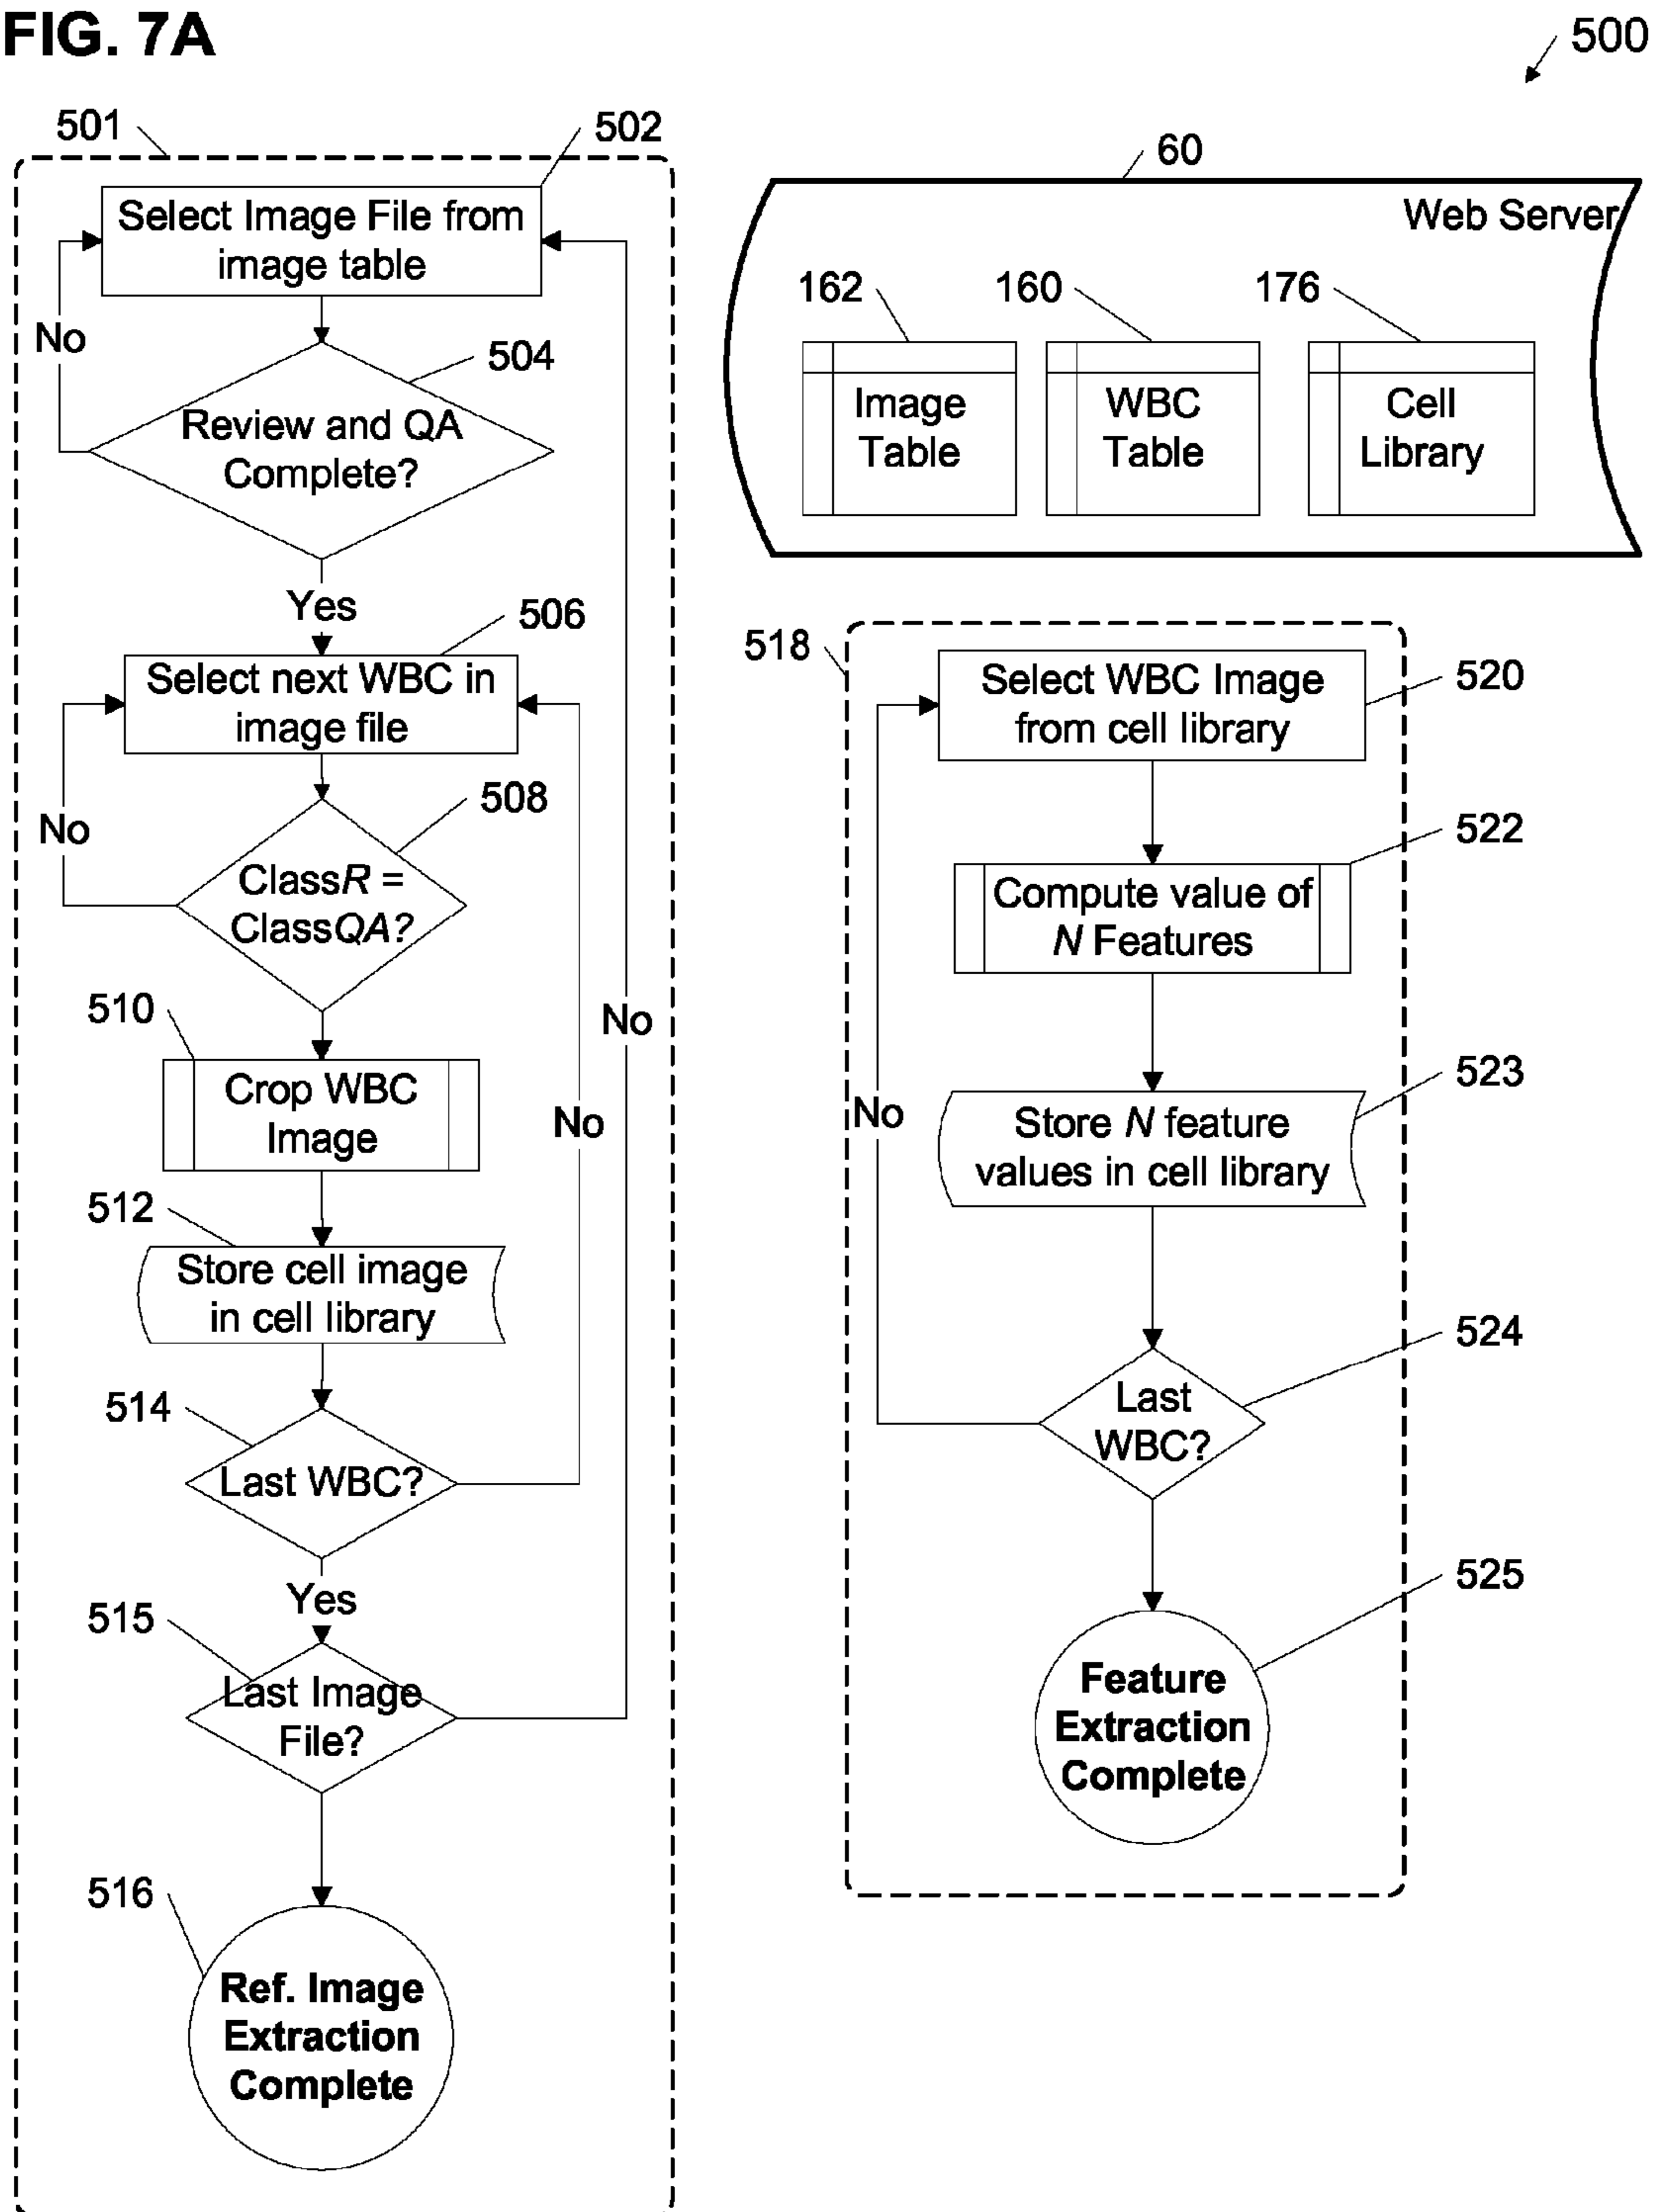 FIG. 7A
500
501
502
Select Image File from
image table
No
504
Review and QA
Complete?
Yes
506
Select next WBC in
image file
No
508
ClassR =
ClassQA?
510
Crop WBC
Image
No
No
512
Store cell image
in cell library
514
Last WBC?
Yes
515
Last Image
File?
516
Ref. Image
Extraction
Complete
60
Web Server
162
160
176
Image
Table
WBC
Table
Cell
Library
518
520
Select WBC Image
from cell library
522
Compute value of
N Features
523
Store N feature
values in cell library
No
524
Last
WBC?
525
Feature
Extraction
Complete